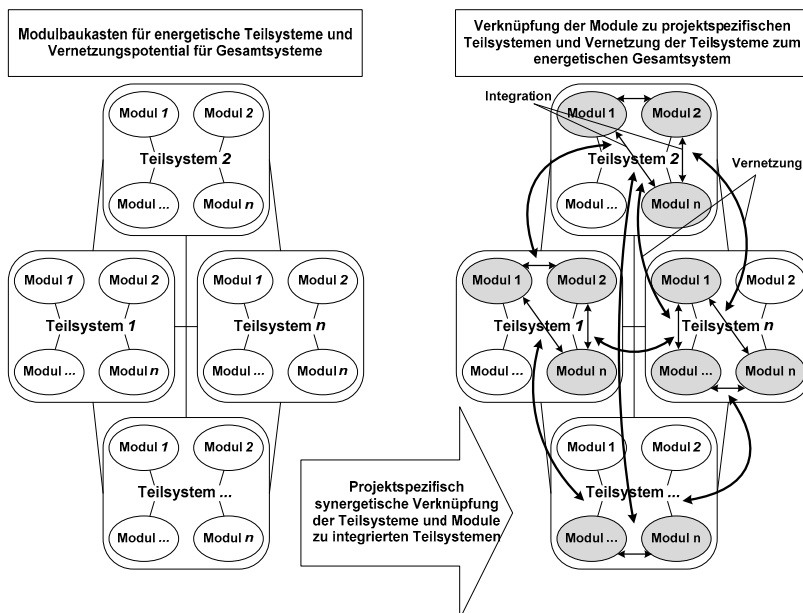 Modulbaukasten für energetische Teilsysteme und
Vernetzungspotential für Gesamtsysteme
Modul 1
Modul 2
Teilsystem 2
Modul ...
Modul n
Modul 1
Modul 2
Teilsystem 1
Modul ...
Modul n
Modul 1
Modul 2
Teilsystem n
Modul ...
Modul n
Modul 1
Modul 2
Teilsystem ...
Modul ...
Modul n
Projektspezifisch
synergetische Verknüpfung
der Teilsysteme und Module
zu integrierten Teilsystemen
Verknüpfung der Module zu projektspezifischen
Teilsystemen und Vernetzung der Teilsysteme zum
energetischen Gesamtsystem
Integration
Vernetzung
Modul 1
Modul 2
Teilsystem 2
Modul ...
Modul n
Modul 1
Modul 2
Teilsystem 1
Modul ...
Modul n
Modul 1
Modul 2
Teilsystem n
Modul ...
Modul n
Modul 1
Modul 2
Teilsystem ...
Modul ...
Modul n